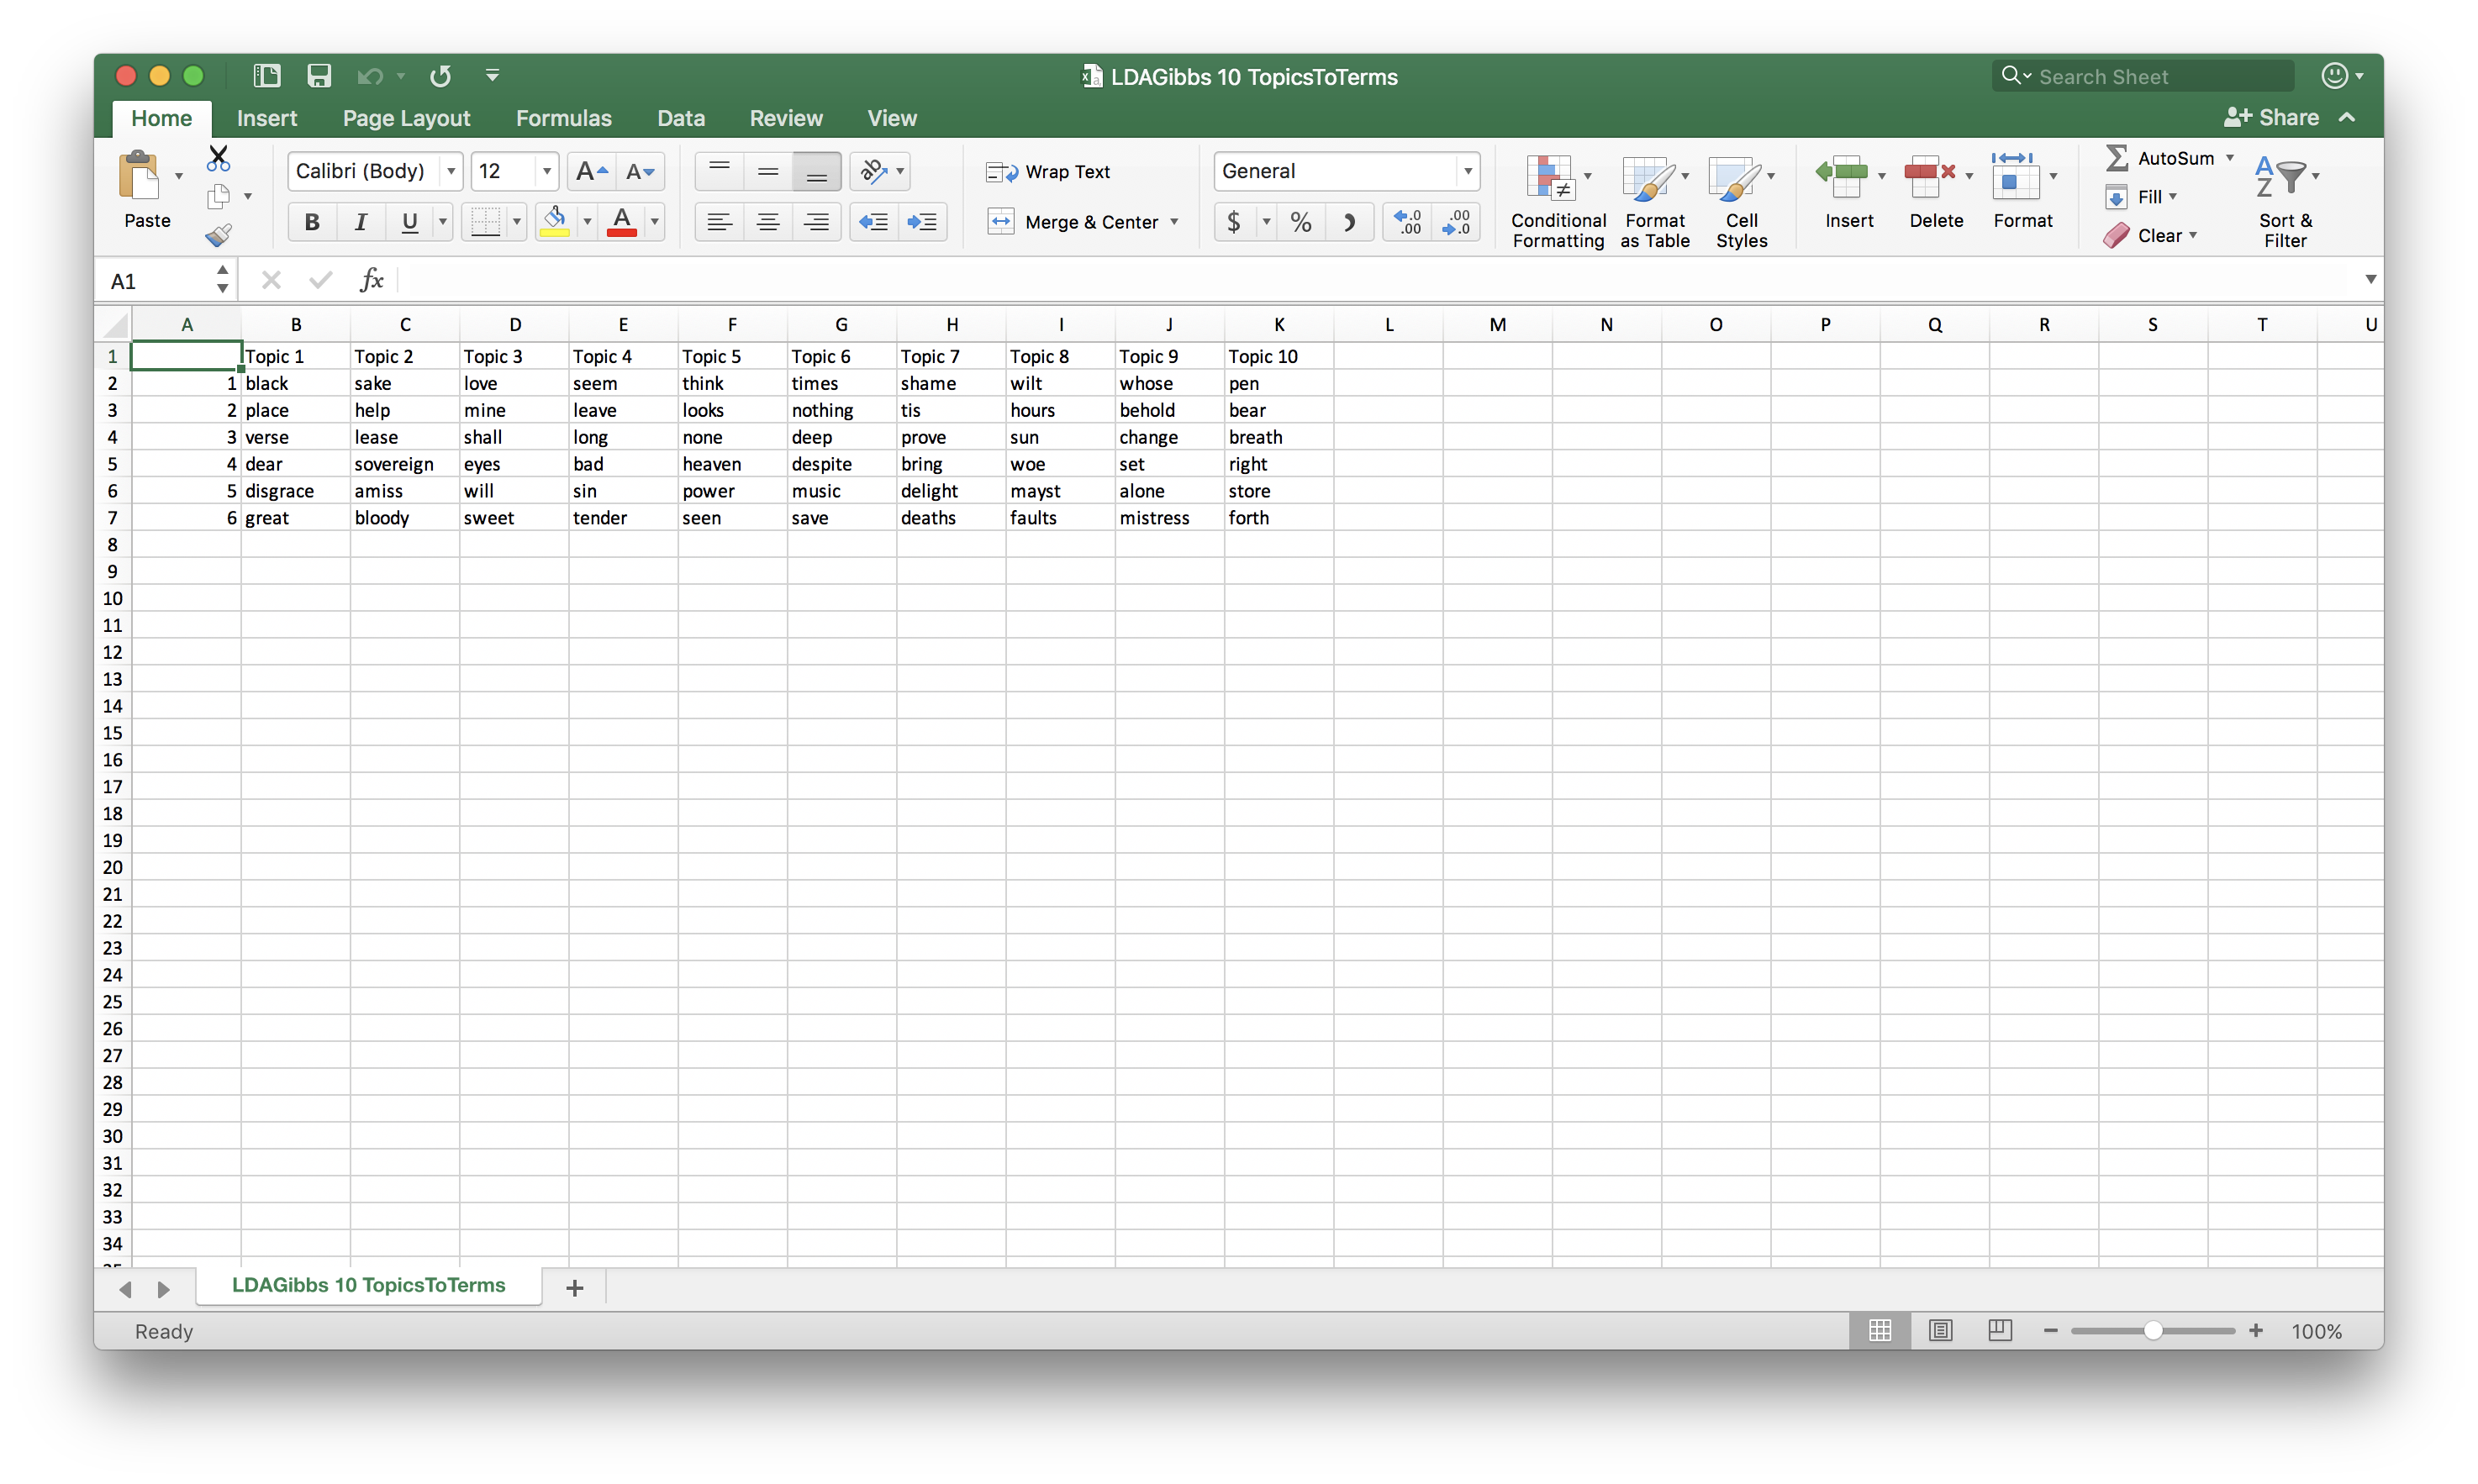 LDAGibbs 10 TopicsToTerms
Search Sheet
Home Insert Page Layout Formulas Data Review View Share
Paste
Calibri (Body) 12
Wrap Text
Merge & Center
General
Conditional Formatting
Format as Table
Cell Styles
Insert
Delete
Format
AutoSum
Fill
Clear
Sort & Filter
A1 fx
A B C D E F G H I J K L M N O P Q R S T U
1 Topic 1 Topic 2 Topic 3 Topic 4 Topic 5 Topic 6 Topic 7 Topic 8 Topic 9 Topic 10
2 1 black sake love seem think times shame wilt whose pen
3 2 place help mine leave looks nothing tis hours behold bear
4 3 verse lease shall long none deep prove sun change breath
5 4 dear sovereign eyes bad heaven despite bring woe set right
6 5 disgrace amiss will sin power music delight mayst alone store
7 6 great bloody sweet tender seen save deaths faults mistress forth
8
9
10
11
12
13
14
15
16
17
18
19
20
21
22
23
24
25
26
27
28
29
30
31
32
33
34
LDAGibbs 10 TopicsToTerms
Ready
100%